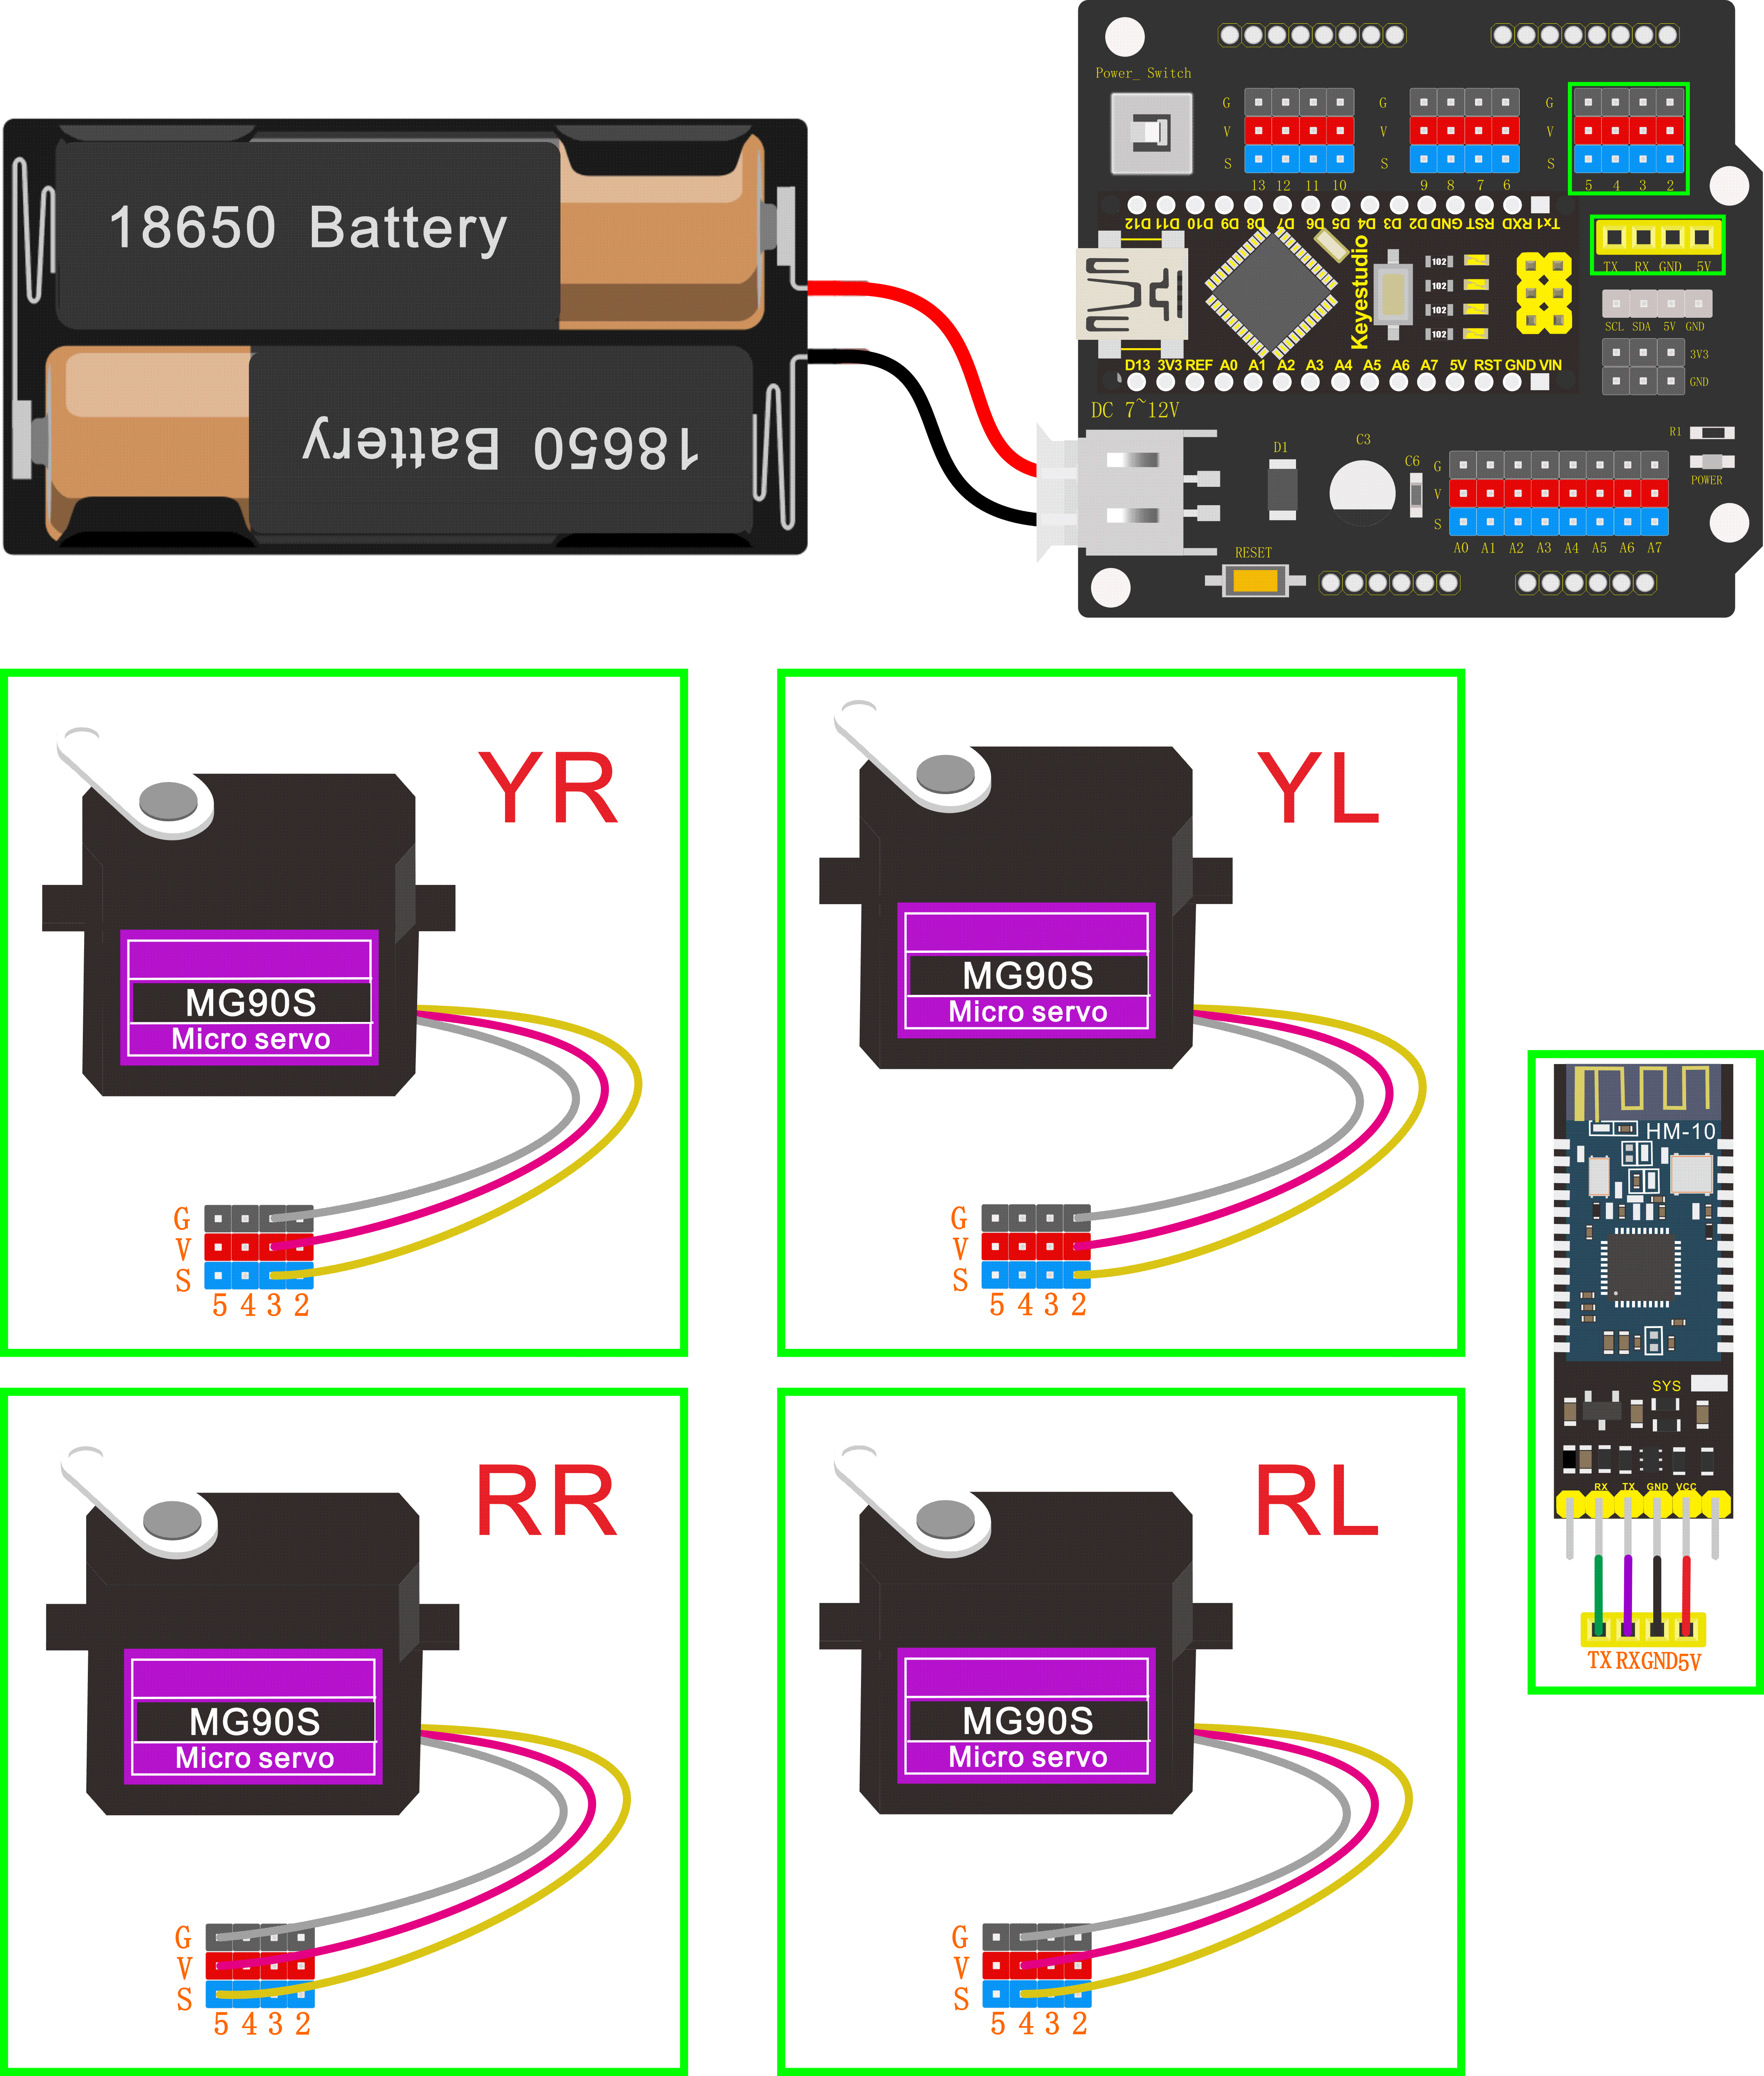 18650 Battery
18650 Battery
Power_ Switch
G
V
S
13 12 11 10
G
V
S
9 8 7 6
G
V
S
5 4 3 2
D12 D11 D10 D9 D8 D7 D6 D5 D4 D3 D2 GND RST RXD Tx1
Keyestudio
102
102
102
102
TX RX GND 5V
SCL SDA 5V GND
3V3
GND
D13 3V3 REF A0 A1 A2 A3 A4 A5 A6 A7 5V RST GND VIN
DC 7~12V
D1
C3
C6
R1
POWER
G
V
S
A0 A1 A2 A3 A4 A5 A6 A7
RESET
YR
MG90S
Micro servo
G
V
S
5 4 3 2
YL
MG90S
Micro servo
G
V
S
5 4 3 2
RR
MG90S
Micro servo
G
V
S
5 4 3 2
RL
MG90S
Micro servo
G
V
S
5 4 3 2
HM-10
SYS
RX TX GND VCC
TX RX GND 5V